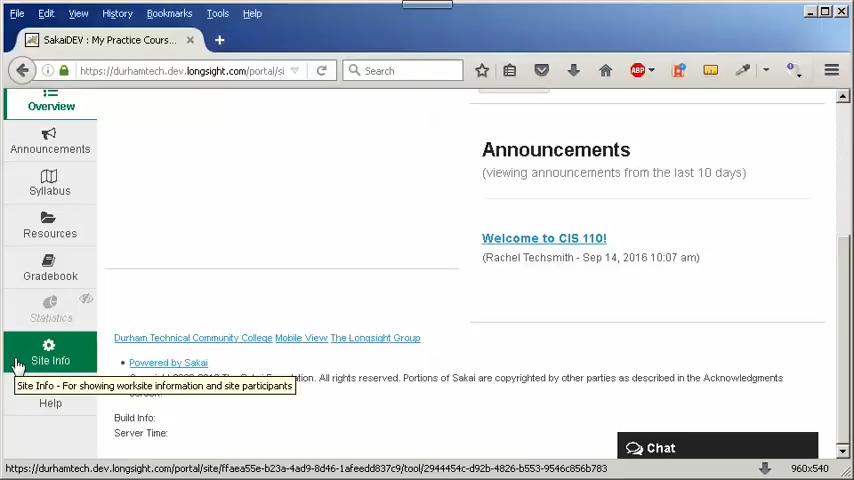 File Edit View History Bookmarks Tools Help
SakaiDEV : My Practice Cours...
https://durhamtech.dev.longsight.com/portal/si
Search
ABP
Overview
Announcements
Syllabus
Resources
Gradebook
Statistics
Site Info
Help
Announcements
(viewing announcements from the last 10 days)
Welcome to CIS 110!
(Rachel Techsmith - Sep 14, 2016 10:07 am)
Durham Technical Community College Mobile View The Longsight Group
Powered by Sakai
Site Info - For showing worksite information and site participants
All rights reserved. Portions of Sakai are copyrighted by other parties as described in the Acknowledgments
Build Info:
Server Time:
Chat
https://durhamtech.dev.longsight.com/portal/site/ffaea55e-b23a-4ad9-8d46-1afeedd837c9/tool/2944454c-d92b-4826-b553-9546c856b783
960x540